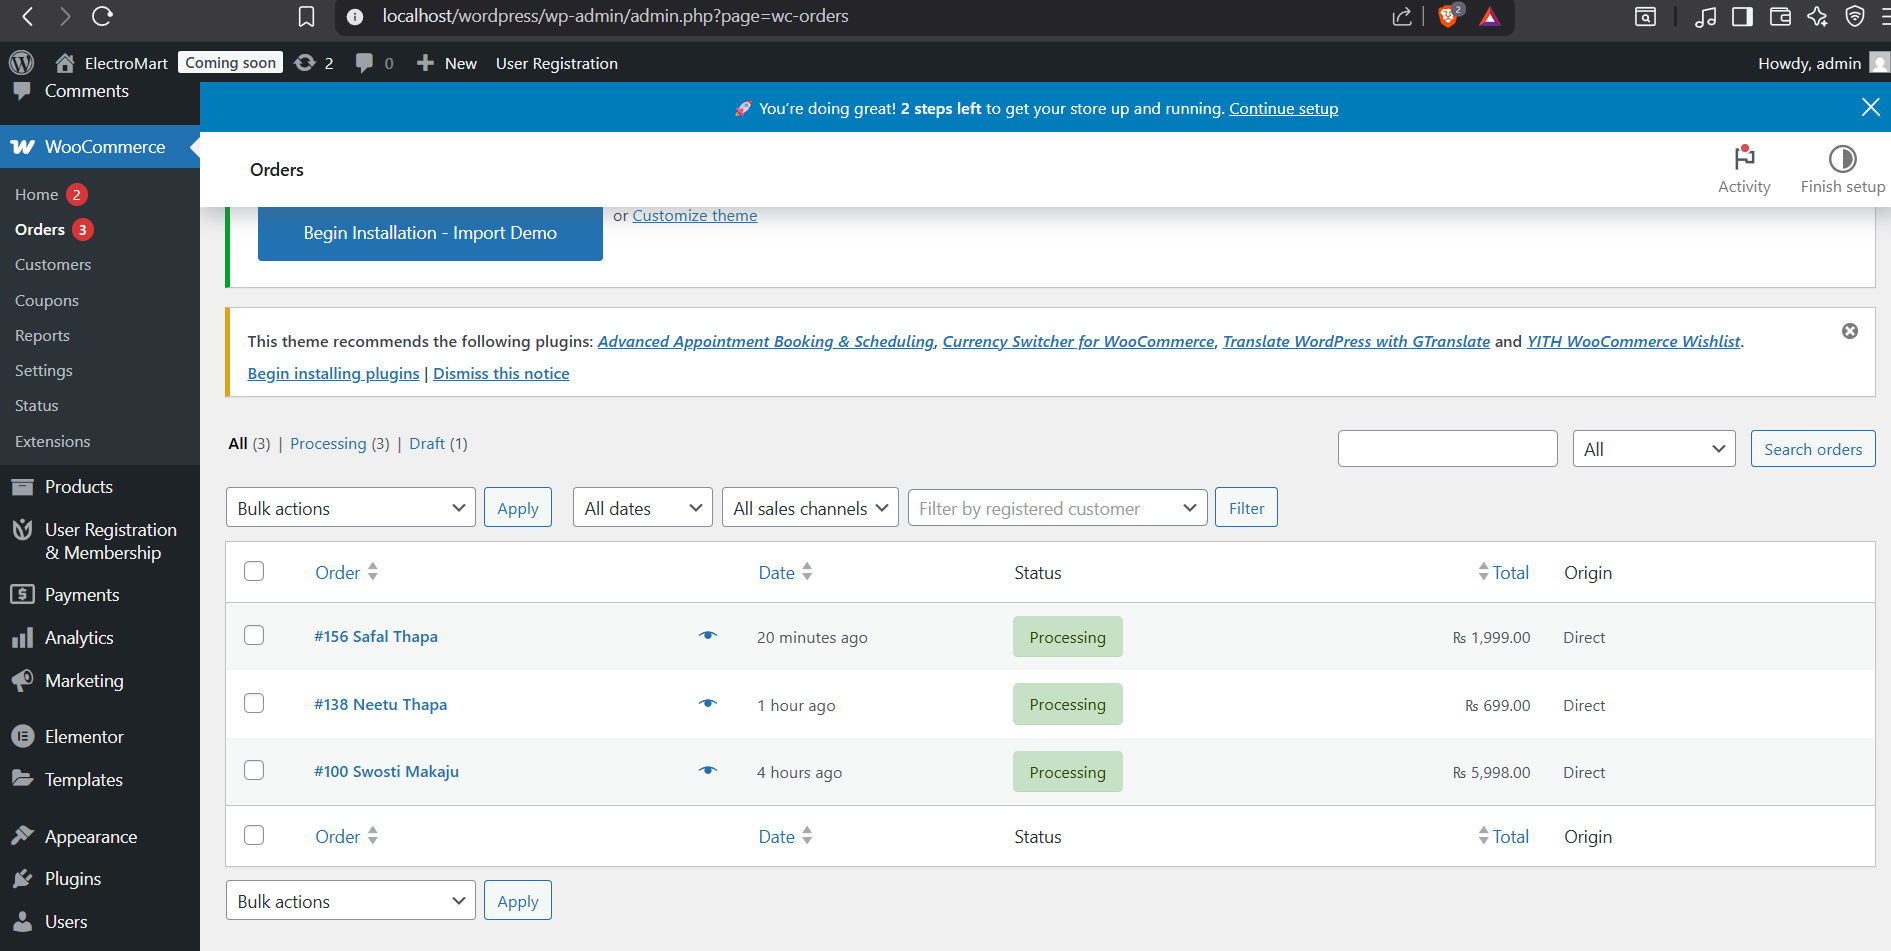 localhost/wordpress/wp-admin/admin.php?page=wc-orders
2
ElectroMart Coming soon 2 0 New User Registration Howdy, admin
Comments
🚀 You're doing great! 2 steps left to get your store up and running. Continue setup
WooCommerce
Orders
Activity Finish setup
Home 2
Orders 3
Customers
Coupons
Reports
Settings
Status
Extensions
Products
User Registration
& Membership
Payments
Analytics
Marketing
Elementor
Templates
Appearance
Plugins
Users
or Customize theme
Begin Installation - Import Demo
This theme recommends the following plugins: Advanced Appointment Booking & Scheduling, Currency Switcher for WooCommerce, Translate WordPress with GTranslate and YITH WooCommerce Wishlist.
Begin installing plugins | Dismiss this notice
All (3) | Processing (3) | Draft (1) All Search orders
Bulk actions Apply All dates All sales channels Filter by registered customer Filter
Order Date Status Total Origin
#156 Safal Thapa 20 minutes ago Processing ₨ 1,999.00 Direct
#138 Neetu Thapa 1 hour ago Processing ₨ 699.00 Direct
#100 Swosti Makaju 4 hours ago Processing ₨ 5,998.00 Direct
Order Date Status Total Origin
Bulk actions Apply